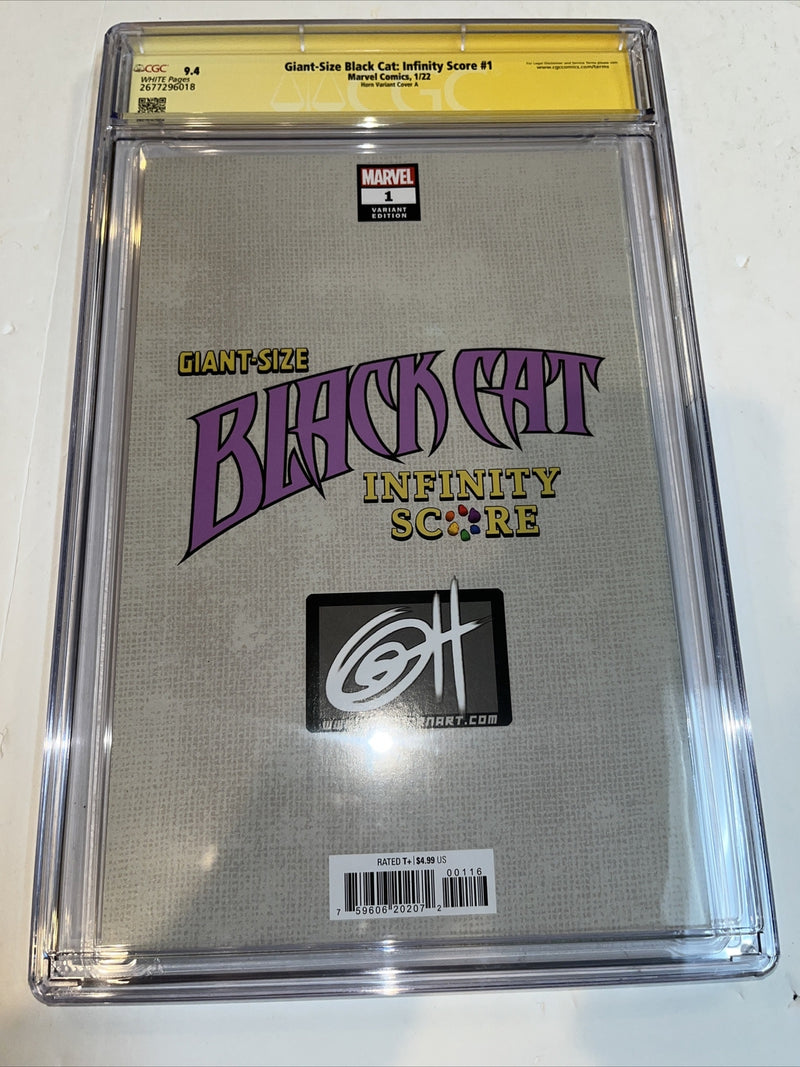 CGC 9.4
WHITE Pages
2677296018
Giant-Size Black Cat: Infinity Score #1
Marvel Comics, 1/22
Horn Variant Cover A
www.cgccomics.com/terms
CGC
MARVEL
1
VARIANT
EDITION
GIANT-SIZE
BLACK CAT
INFINITY
SCORE
RATED T+ $4.99 US
00116
7 59606 20207 2